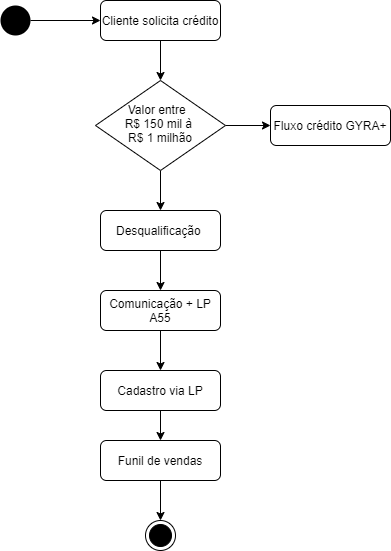 Cliente solicita crédito
Valor entre
R$ 150 mil à
R$ 1 milhão
Fluxo crédito GYRA+
Desqualificação
Comunicação + LP
A55
Cadastro via LP
Funil de vendas